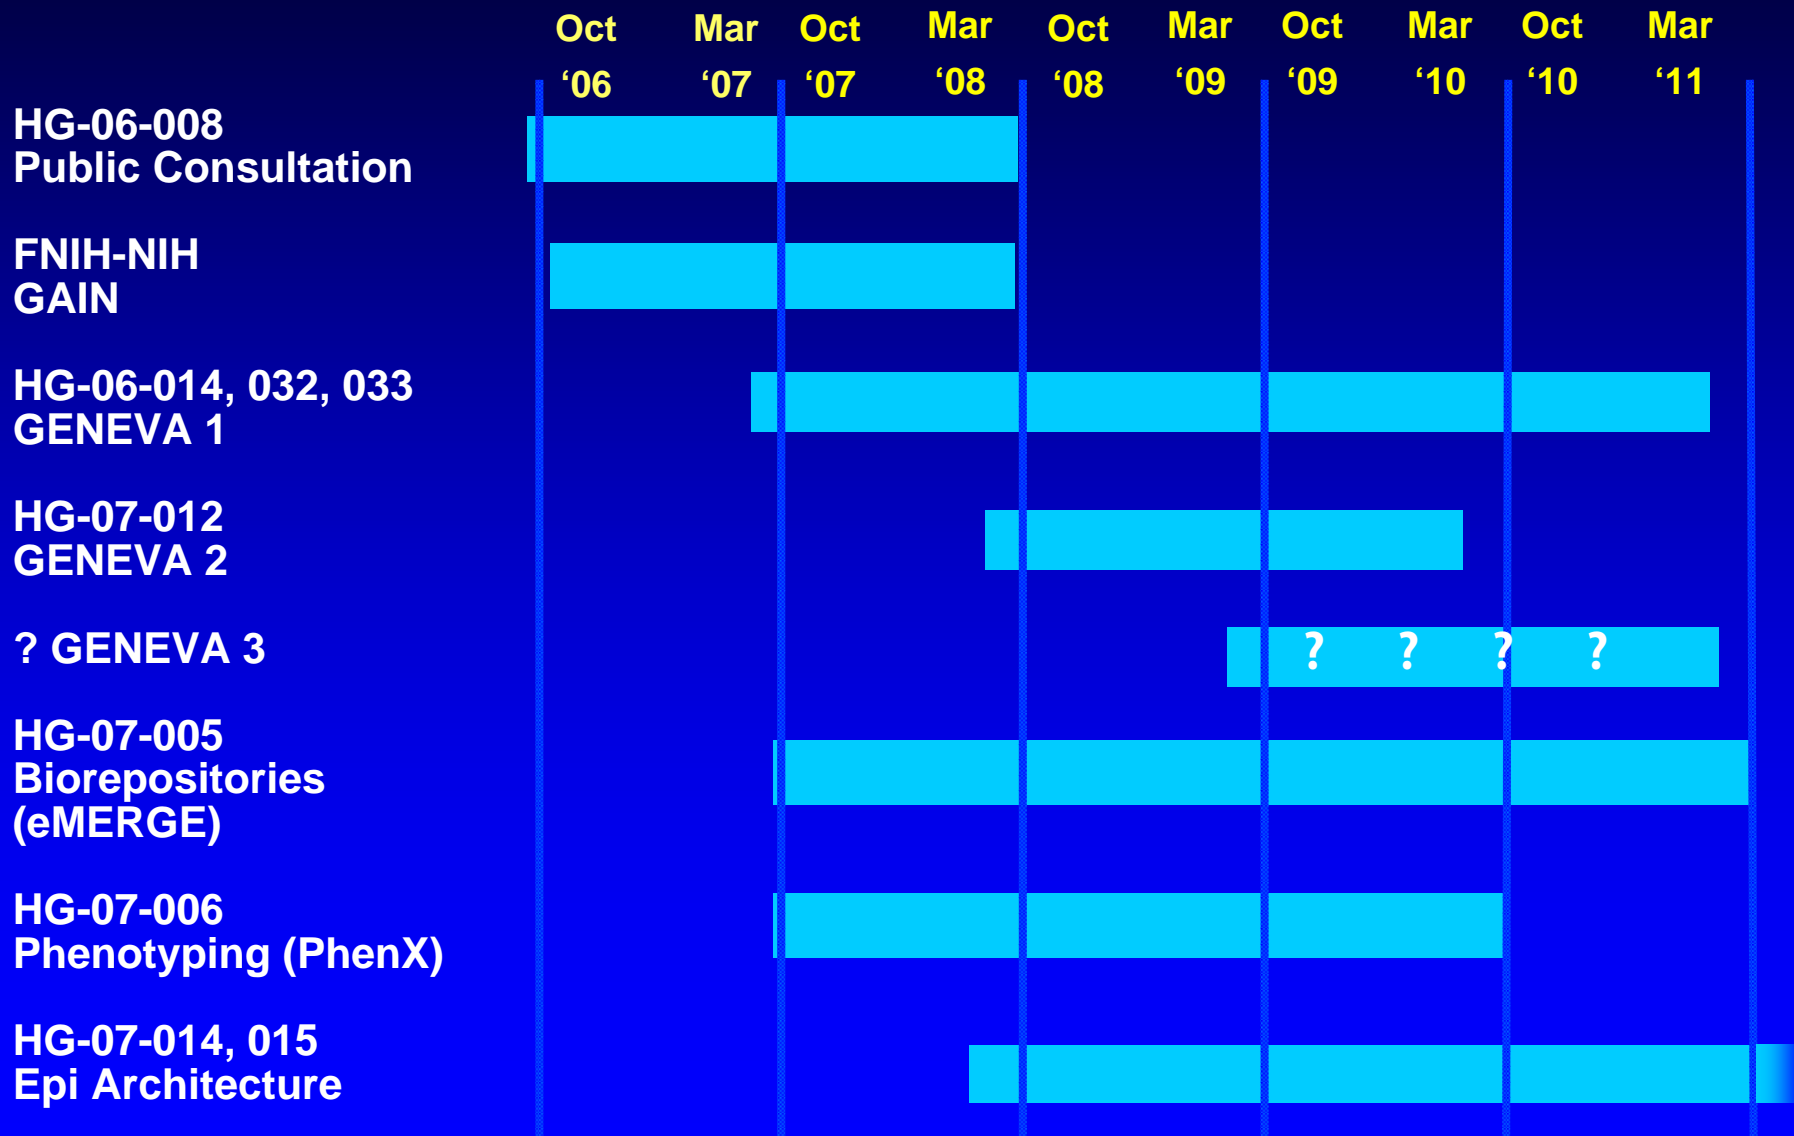 Oct Mar Oct Mar Oct Mar Oct Mar Oct Mar
‘06 ‘07 ‘07 ‘08 ‘08 ‘09 ‘09 ‘10 ‘10 ‘11
HG-06-008
Public Consultation
FNIH-NIH
GAIN
HG-06-014, 032, 033
GENEVA 1
HG-07-012
GENEVA 2
? GENEVA 3 ? ? ? ?
HG-07-005
Biorepositories
(eMERGE)
HG-07-006
Phenotyping (PhenX)
HG-07-014, 015
Epi Architecture